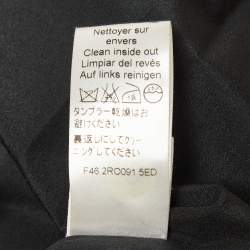 Nettoyer sur
envers
Clean inside out
Limpiar del revés
Auf links reinigen
タンブラー乾燥はお
避けください
裏返しにしてクリー
ニングしてください
F46 2RO091 5ED